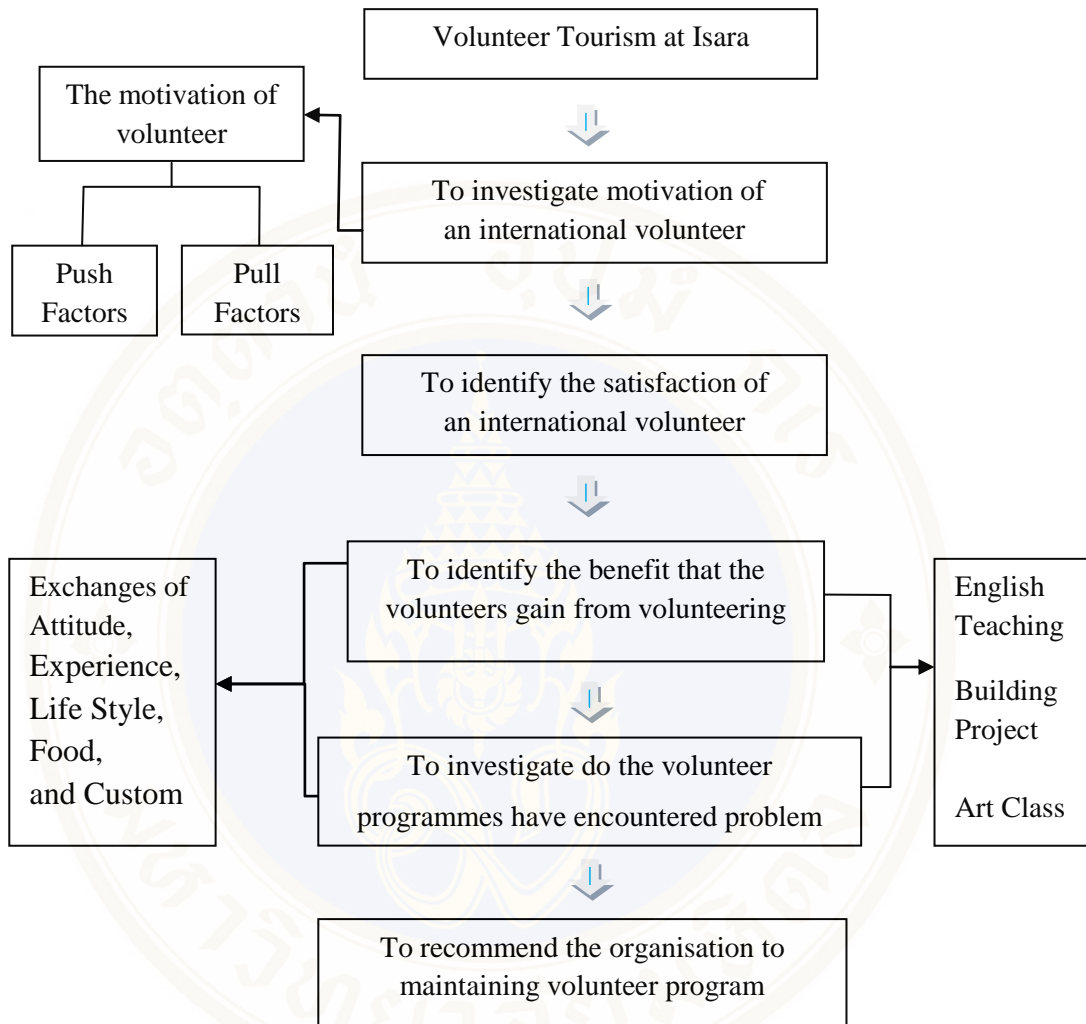 Volunteer Tourism at Isara
The motivation of
volunteer
To investigate motivation of
an international volunteer
Push
Factors
Pull
Factors
To identify the satisfaction of
an international volunteer
To identify the benefit that the
volunteers gain from volunteering
Exchanges of
Attitude,
Experience,
Life Style,
Food,
and Custom
English
Teaching
Building
Project
Art Class
To investigate do the volunteer
programmes have encountered problem
To recommend the organisation to
maintaining volunteer program